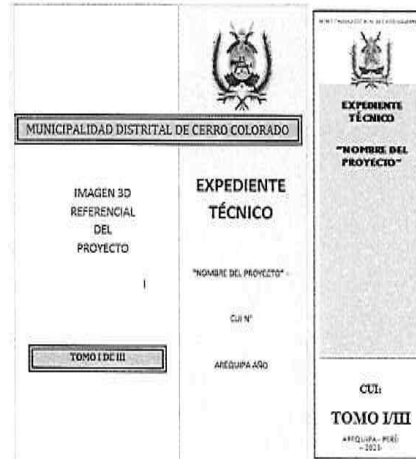 MUNICIPALIDAD DISTRITAL DE CERRO COLORADO
IMAGEN 3D
REFERENCIAL
DEL
PROYECTO
TOMO I DE III
EXPEDIENTE
TÉCNICO
"NOMBRE DEL PROYECTO" -
CUI N°
AREQUIPA AÑO
EXPEDIENTE
TÉCNICO
"NOMBRE DEL
PROYECTO"
CUI:
TOMO I/III
AREQUIPA - PERÚ